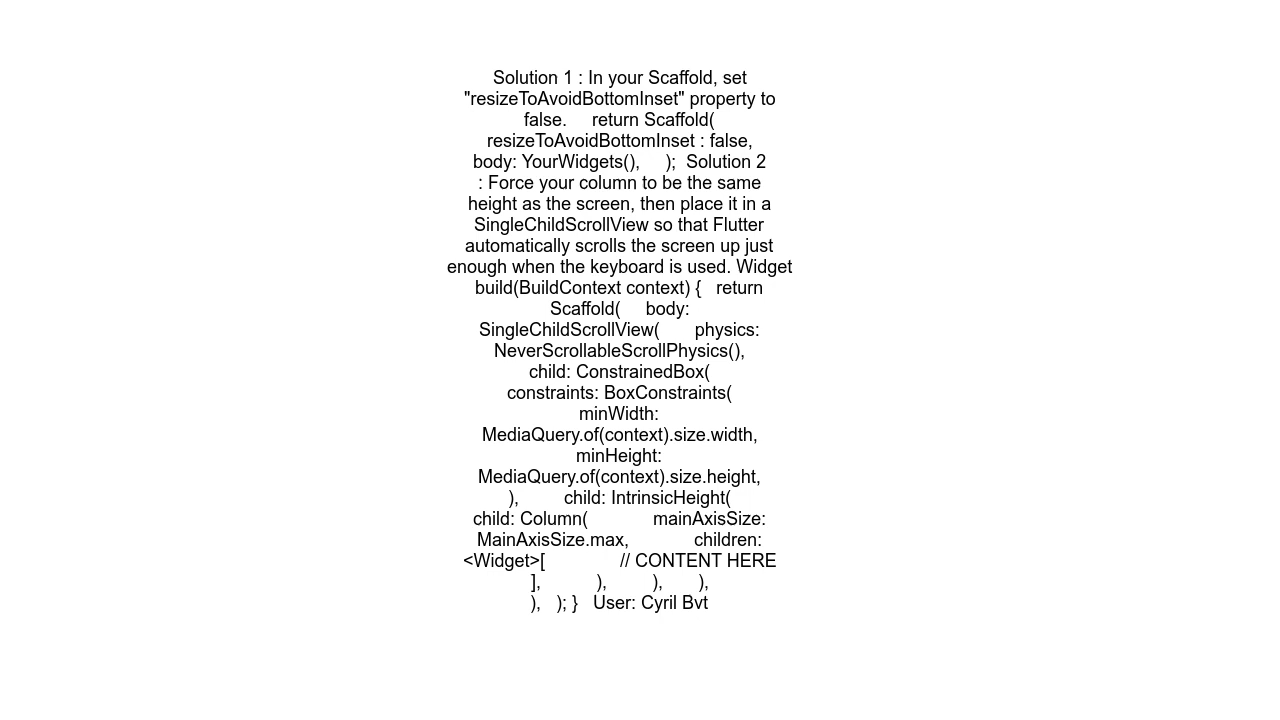 Solution 1 : In your Scaffold, set
"resizeToAvoidBottomInset" property to
false.     return Scaffold(
resizeToAvoidBottomInset : false,
body: YourWidgets(),     );  Solution 2
: Force your column to be the same
height as the screen, then place it in a
SingleChildScrollView so that Flutter
automatically scrolls the screen up just
enough when the keyboard is used. Widget
build(BuildContext context) {   return
Scaffold(     body:
SingleChildScrollView(       physics:
NeverScrollableScrollPhysics(),
child: ConstrainedBox(
constraints: BoxConstraints(
minWidth:
MediaQuery.of(context).size.width,
minHeight:
MediaQuery.of(context).size.height,
),         child: IntrinsicHeight(
child: Column(             mainAxisSize:
MainAxisSize.max,             children:
<Widget>[               // CONTENT HERE
],           ),         ),       ),
),   ); }   User: Cyril Bvt